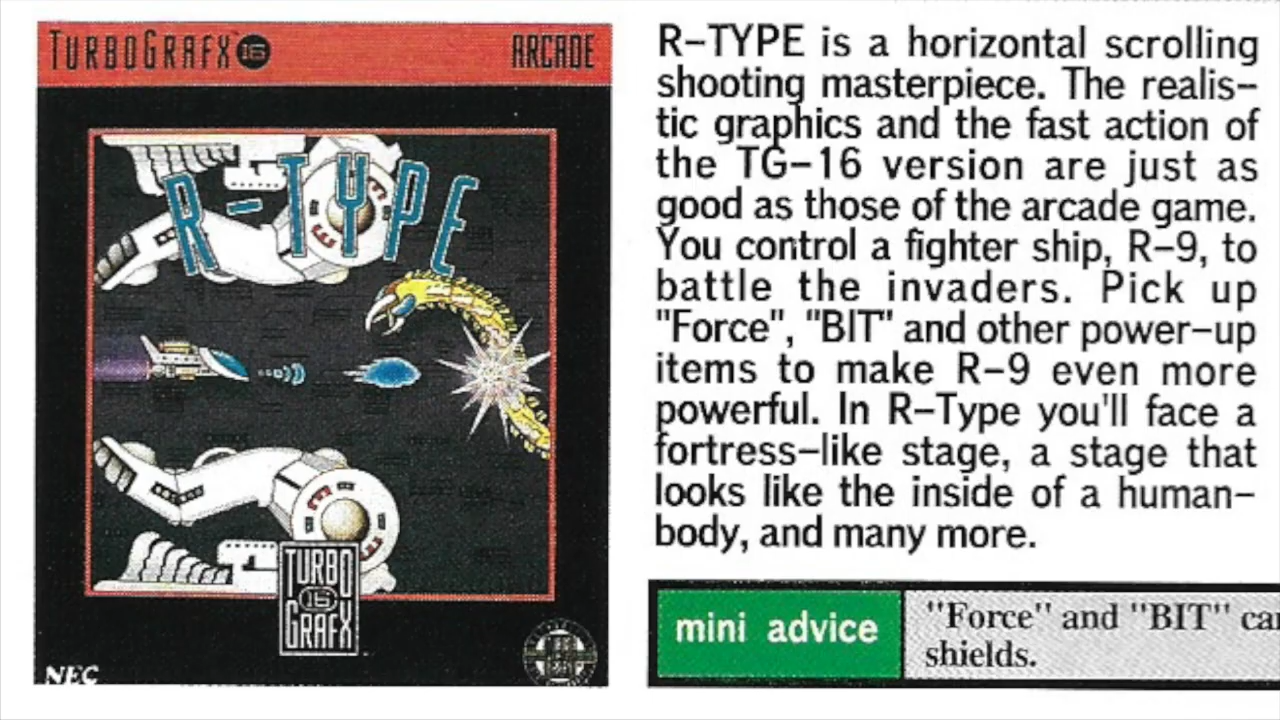 TURBOGRAFX 16 ARCADE
R-TYPE
TURBO
16
GRAFX
NEC
R-TYPE is a horizontal scrolling
shooting masterpiece. The realis-
tic graphics and the fast action of
the TG-16 version are just as
good as those of the arcade game.
You control a fighter ship, R-9, to
battle the invaders. Pick up
"Force", "BIT" and other power-up
items to make R-9 even more
powerful. In R-Type you'll face a
fortress-like stage, a stage that
looks like the inside of a human-
body, and many more.
mini advice
"Force" and "BIT" ca
shields.